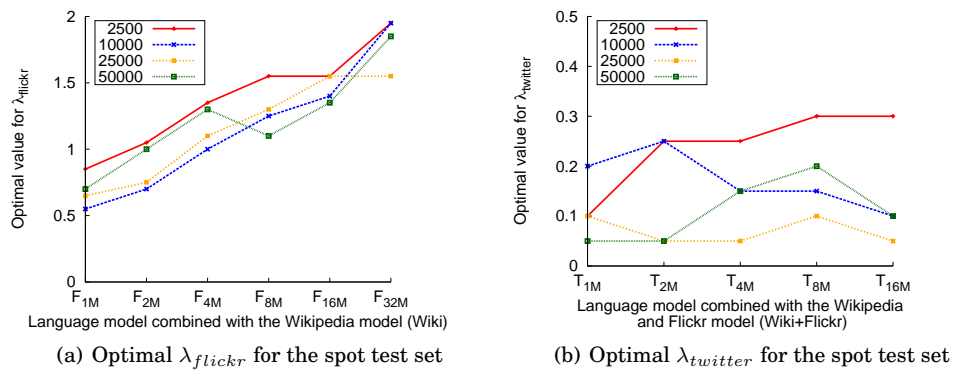 2
1.5
1
0.5
0
Optimal value for λflickr
2500
10000
25000
50000
F1M F2M F4M F8M F16M F32M
Language model combined with the Wikipedia model (Wiki)
(a) Optimal λflickr for the spot test set
0.5
0.4
0.3
0.2
0.1
0
Optimal value for λtwitter
2500
10000
25000
50000
T1M T2M T4M T8M T16M
Language model combined with the Wikipedia
and Flickr model (Wiki+Flickr)
(b) Optimal λtwitter for the spot test set